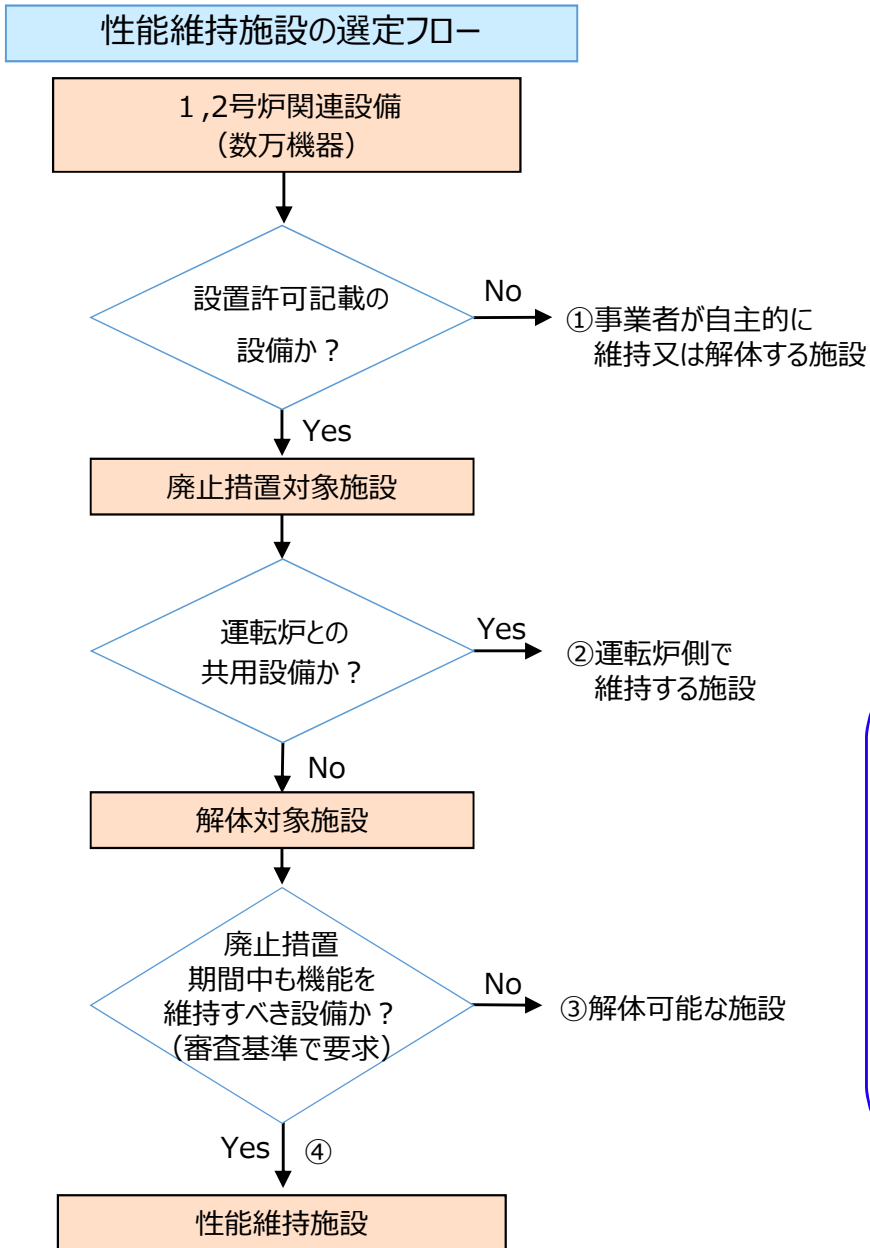 性能維持施設の選定フロー
１,2号炉関連設備
（数万機器）
設置許可記載の
設備か？
No
①事業者が自主的に
維持又は解体する施設
Yes
廃止措置対象施設
運転炉との
共用設備か？
Yes
②運転炉側で
維持する施設
No
解体対象施設
廃止措置
期間中も機能を
維持すべき設備か？
（審査基準で要求）
No
③解体可能な施設
Yes ④
性能維持施設